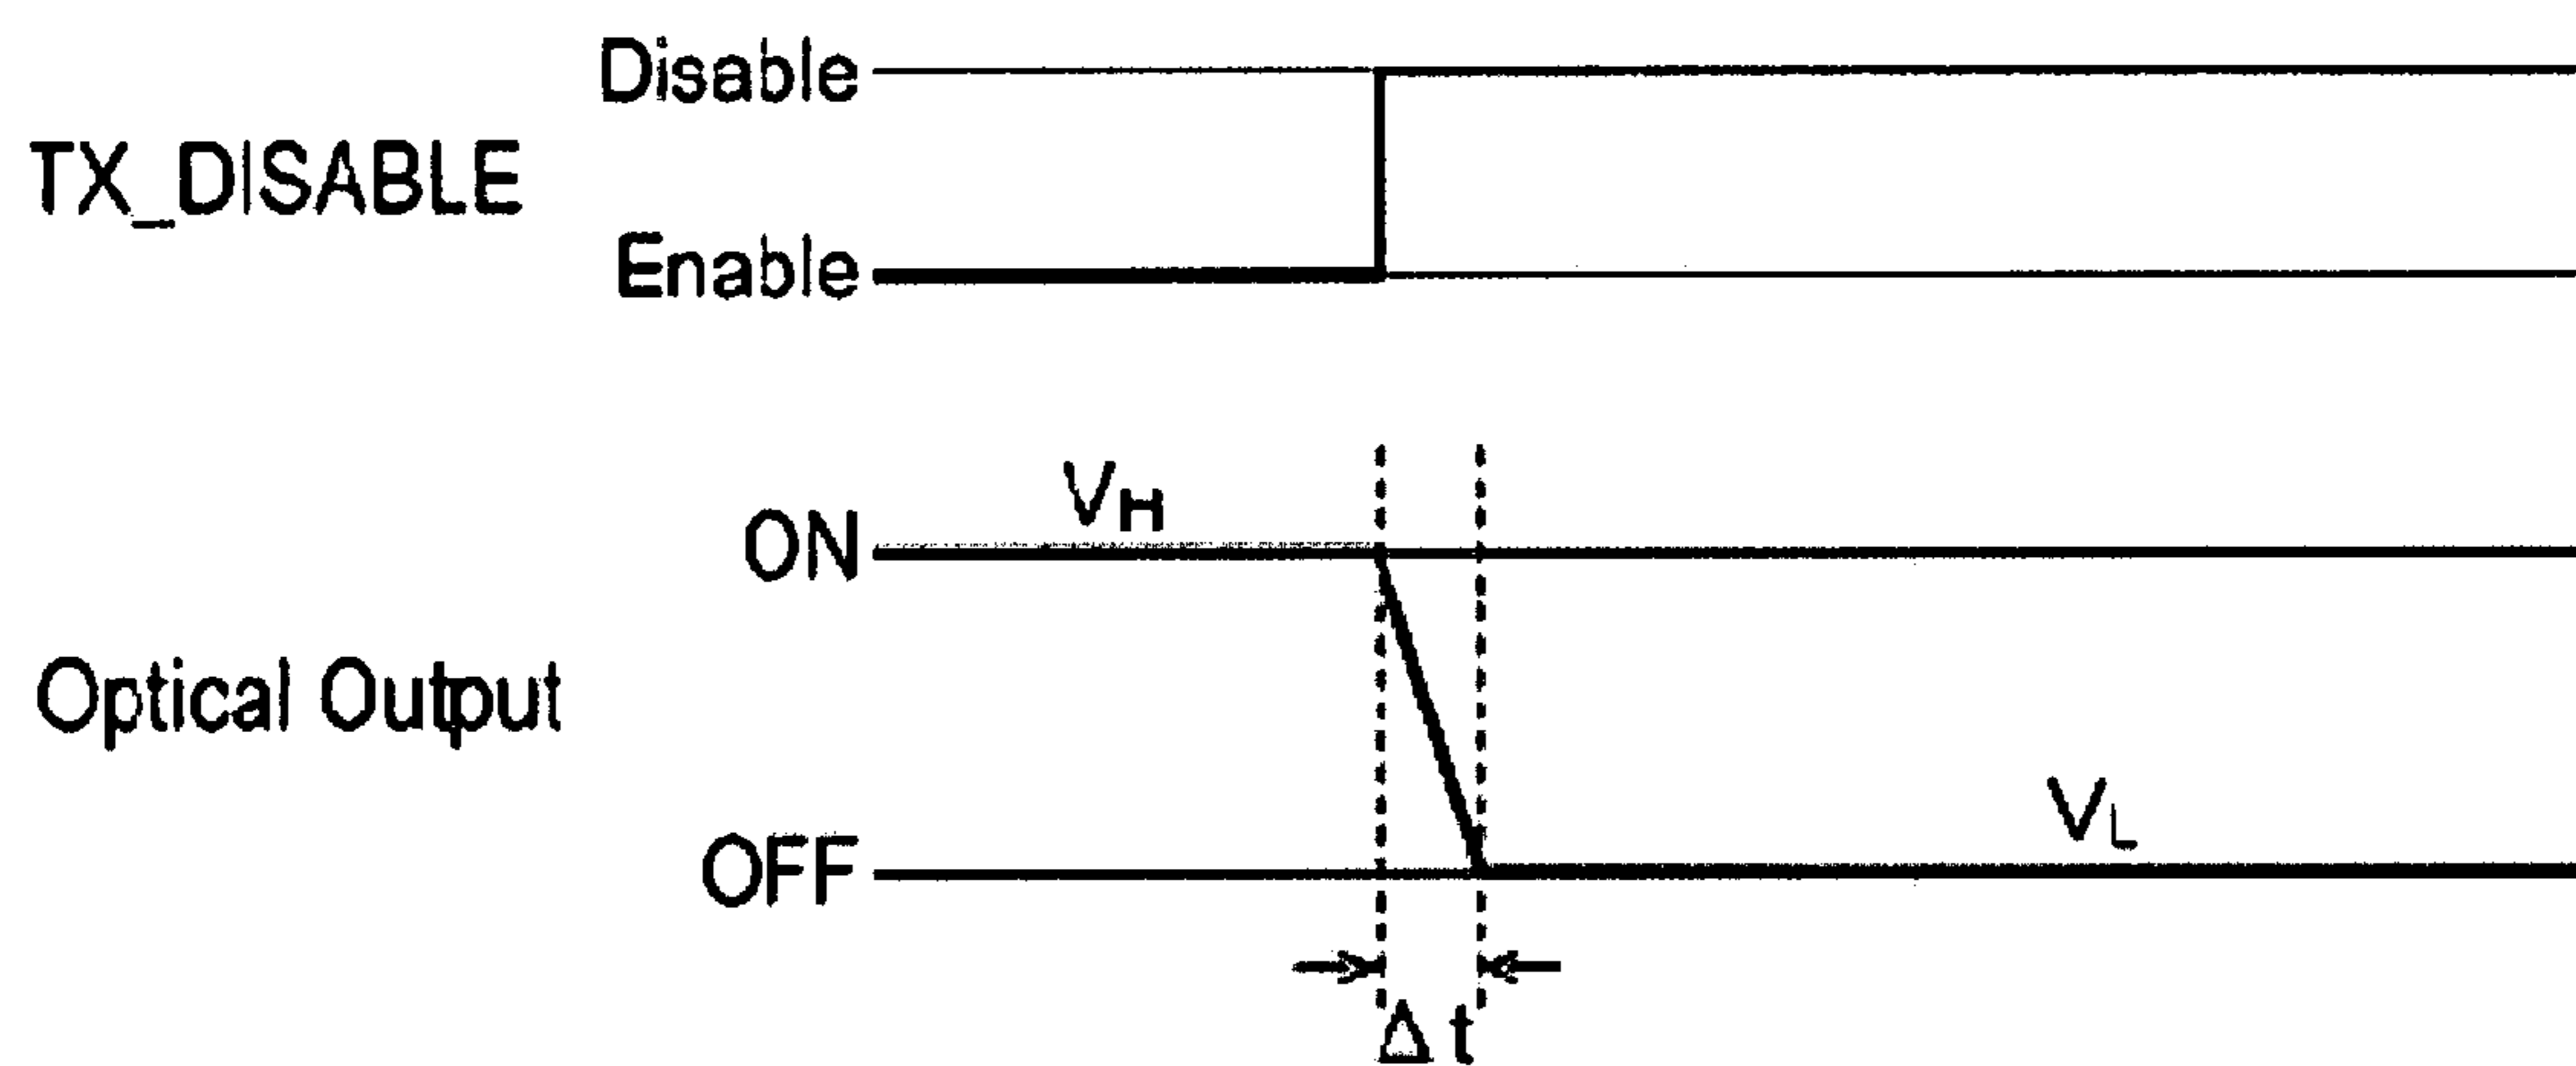 Disable
TX_DISABLE
Enable
VH
ON
Optical Output
VL
OFF
Δt